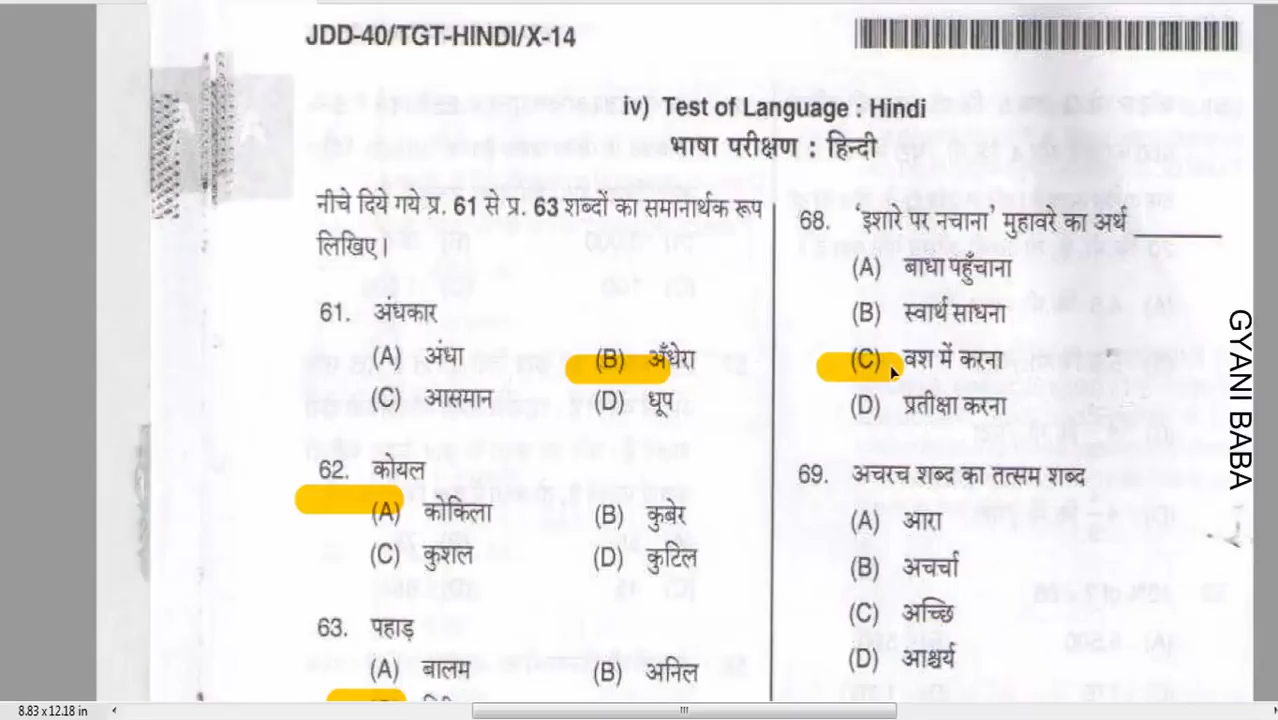 JDD-40/TGT-HINDI/X-14
iv) Test of Language : Hindi
भाषा परीक्षण : हिन्दी
नीचे दिये गये प्र. 61 से प्र. 63 शब्दों का समानार्थक रूप
लिखिए।
61. अंधकार
(A) अंधा (B) अँधेरा
(C) आसमान (D) धूप
62. कोयल
(A) कोकिला (B) कुबेर
(C) कुशल (D) कुटिल
63. पहाड़
(A) बालम (B) अनिल
68. 'इशारे पर नचाना' मुहावरे का अर्थ ________
(A) बाधा पहुँचाना
(B) स्वार्थ साधना
(C) वश में करना
(D) प्रतीक्षा करना
69. अचरच शब्द का तत्सम शब्द
(A) आरा
(B) अचर्चा
(C) अच्छि
(D) आश्चर्य
GYANI BABA
8.83 x 12.18 in